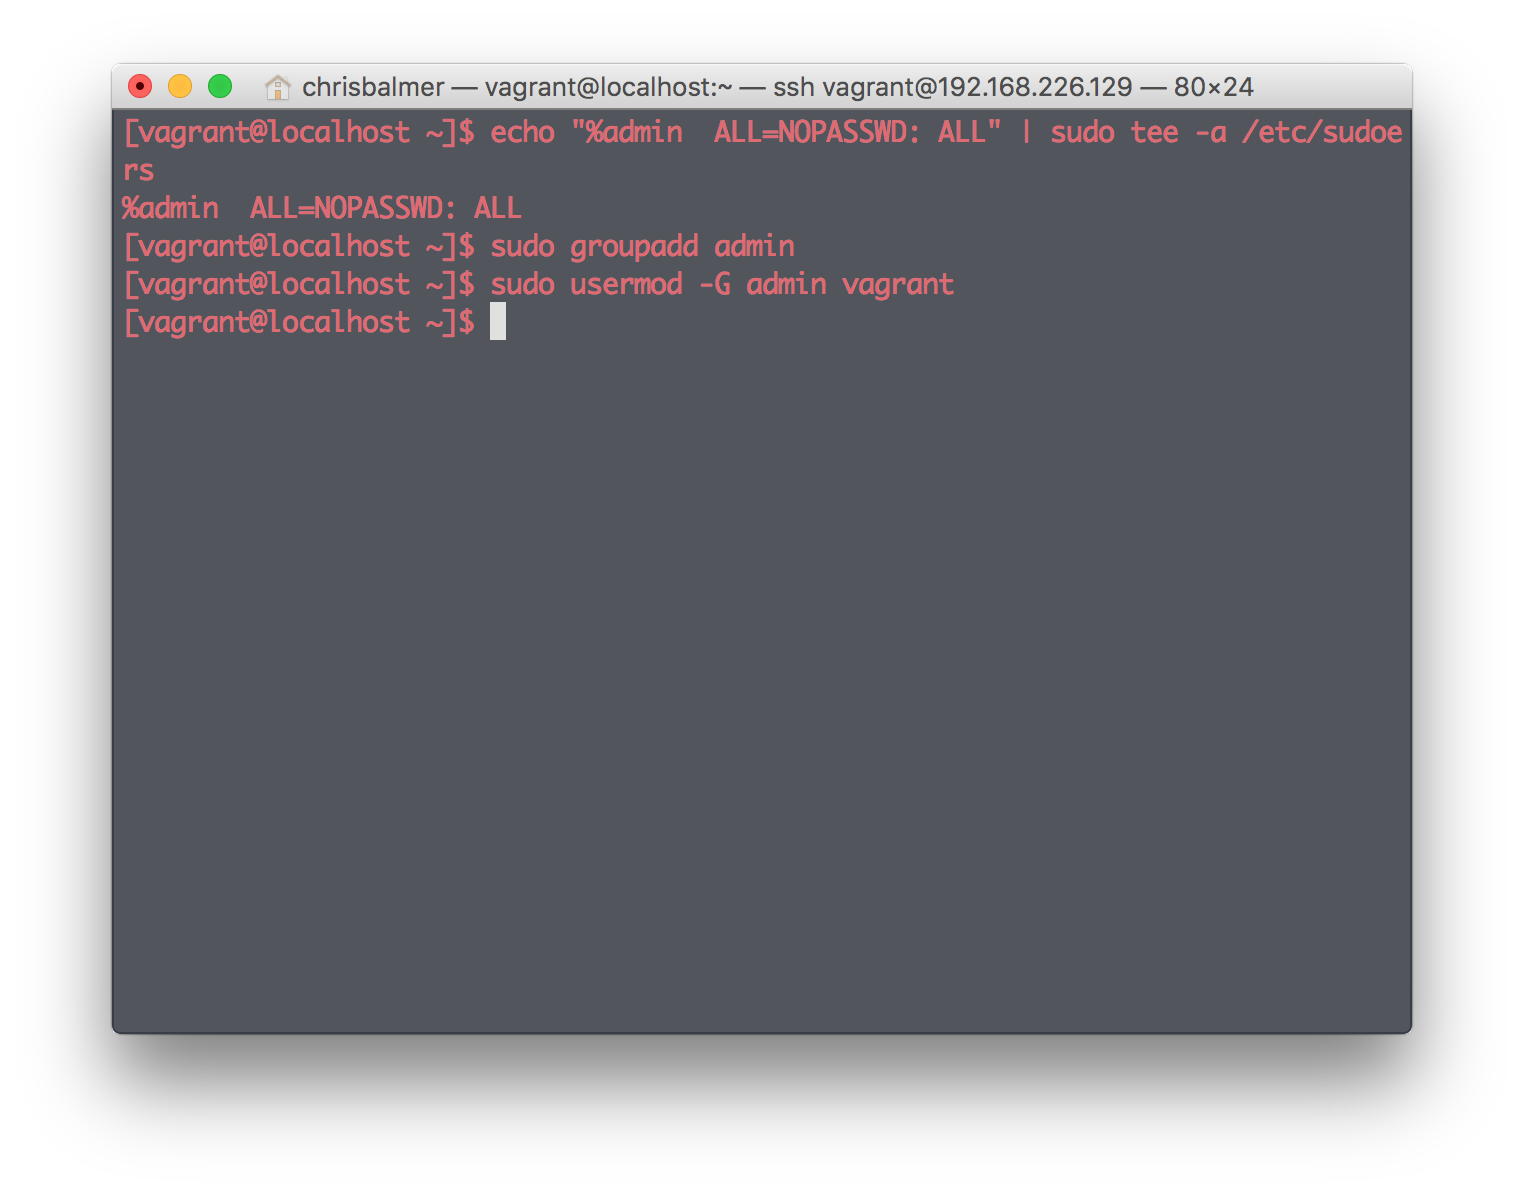 chrisbalmer — vagrant@localhost:~ — ssh vagrant@192.168.226.129 — 80×24
[vagrant@localhost ~]$ echo "%admin  ALL=NOPASSWD: ALL" | sudo tee -a /etc/sudoe
rs
%admin  ALL=NOPASSWD: ALL
[vagrant@localhost ~]$ sudo groupadd admin
[vagrant@localhost ~]$ sudo usermod -G admin vagrant
[vagrant@localhost ~]$